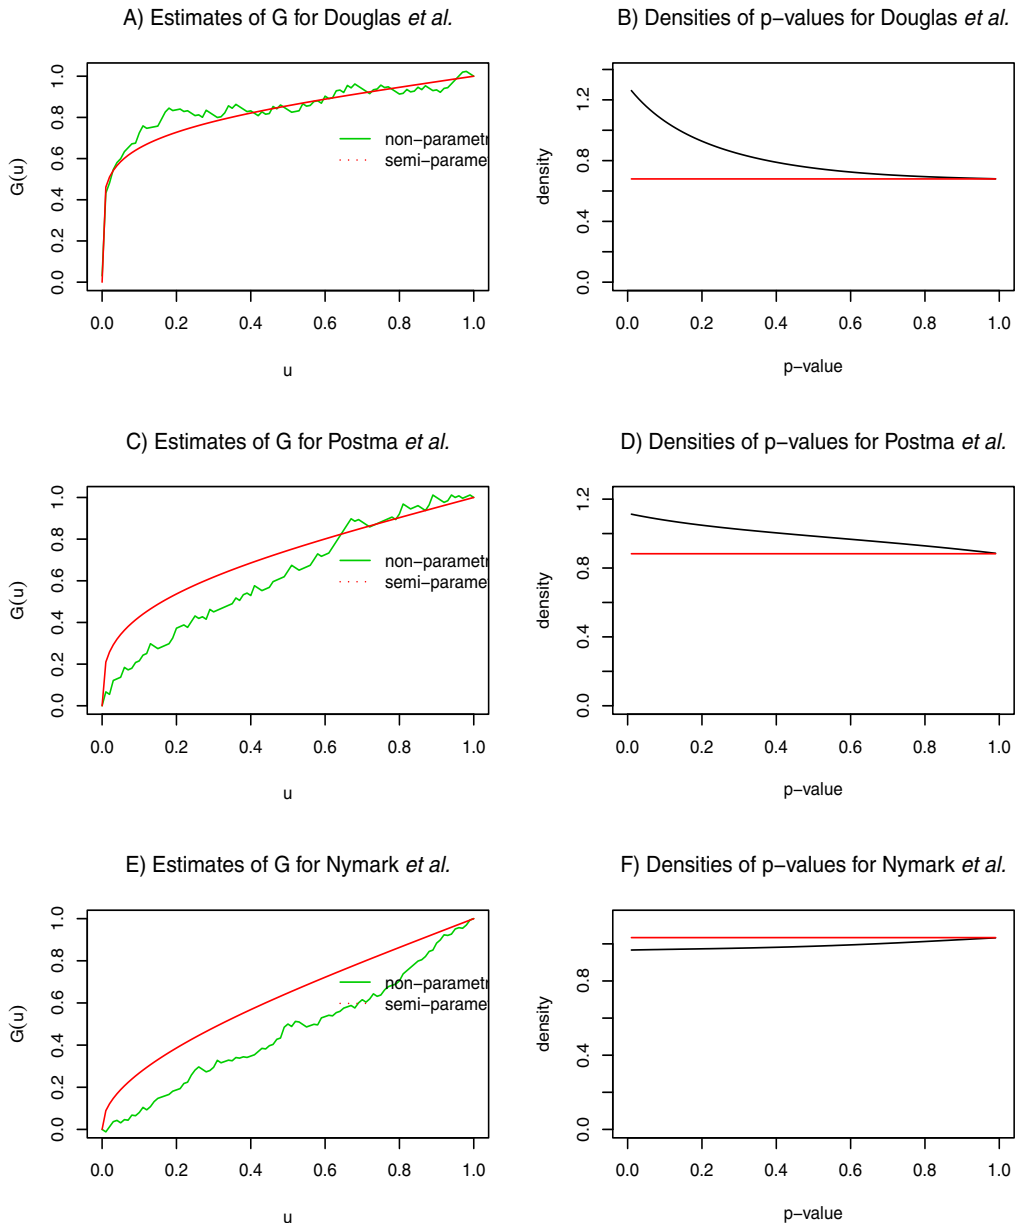 A) Estimates of G for Douglas et al.
B) Densities of p−values for Douglas et al.
G(u)
0.0 0.2 0.4 0.6 0.8 1.0
non−parametr
semi−parame
0.0 0.2 0.4 0.6 0.8 1.0
u
density
0.0 0.4 0.8 1.2
0.0 0.2 0.4 0.6 0.8 1.0
p−value
C) Estimates of G for Postma et al.
D) Densities of p−values for Postma et al.
G(u)
0.0 0.2 0.4 0.6 0.8 1.0
non−parametr
semi−parame
0.0 0.2 0.4 0.6 0.8 1.0
u
density
0.0 0.4 0.8 1.2
0.0 0.2 0.4 0.6 0.8 1.0
p−value
E) Estimates of G for Nymark et al.
F) Densities of p−values for Nymark et al.
G(u)
0.0 0.2 0.4 0.6 0.8 1.0
non−parametr
semi−parame
0.0 0.2 0.4 0.6 0.8 1.0
u
density
0.0 0.4 0.8
0.0 0.2 0.4 0.6 0.8 1.0
p−value